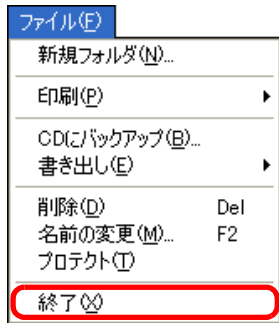 ファイル(F)
新規フォルダ(N)...
印刷(P)
CDにバックアップ(B)...
書き出し(E)
削除(D) Del
名前の変更(M)... F2
プロテクト(T)
終了(X)